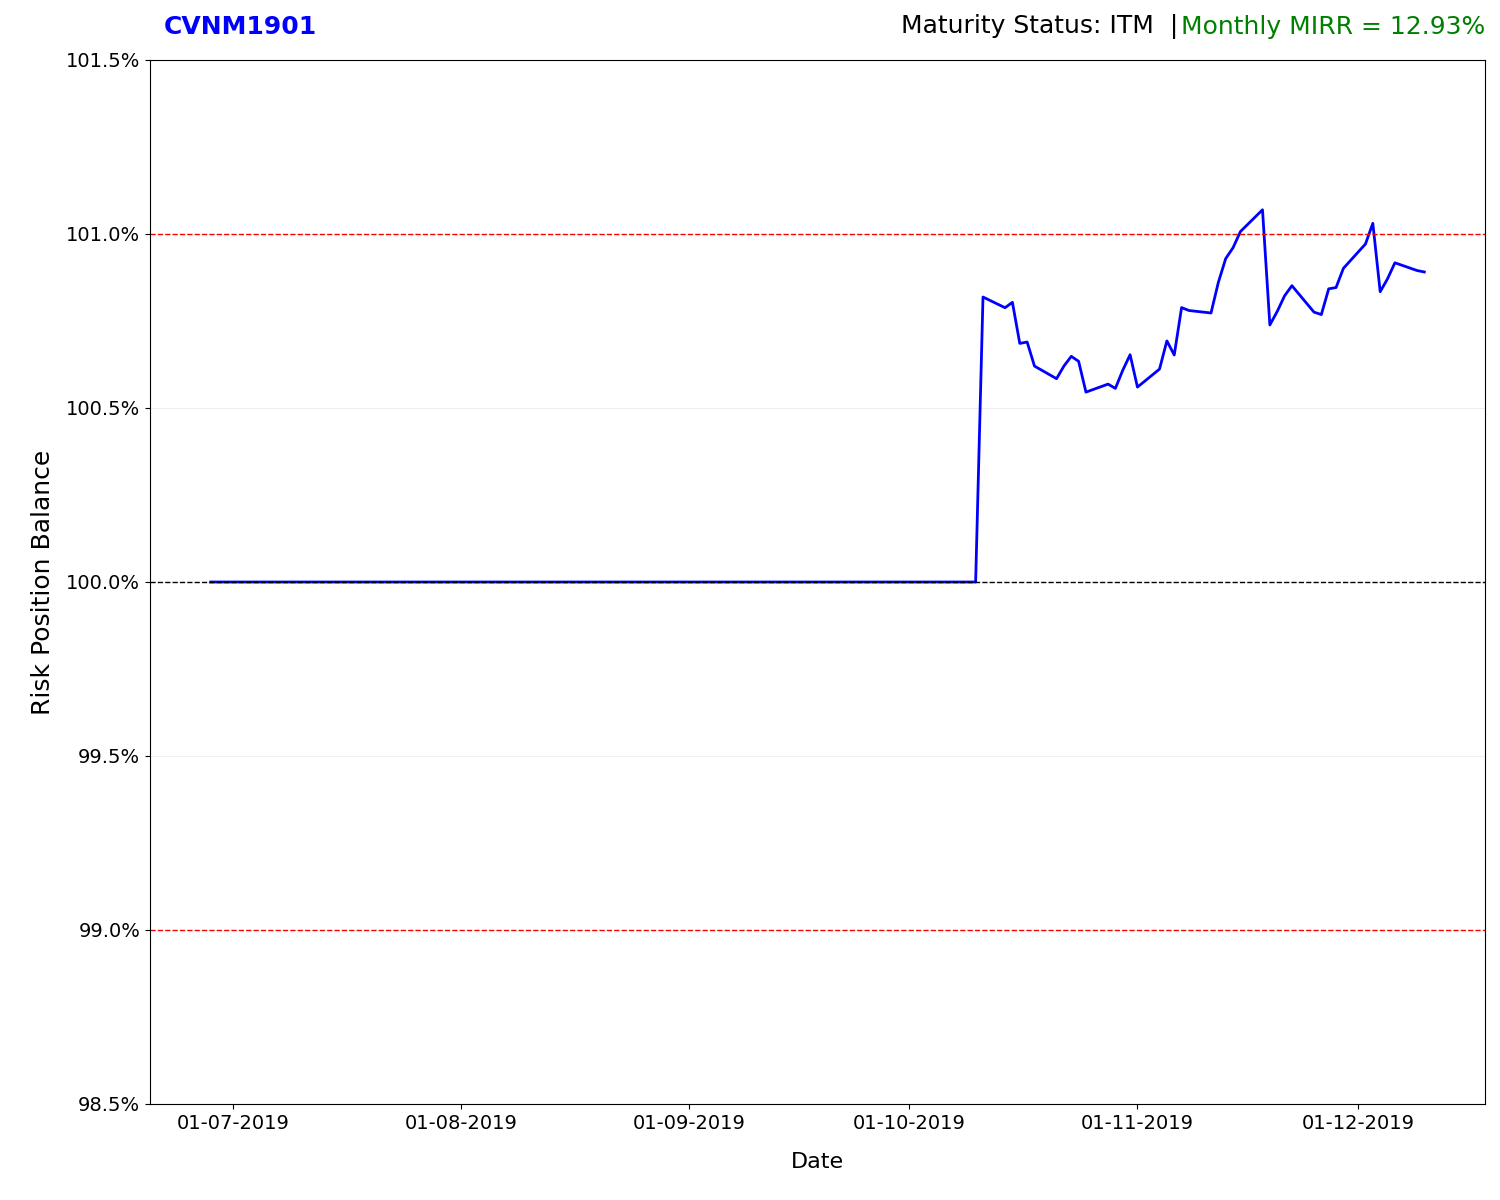 CVNM1901
Maturity Status: ITM | Monthly MIRR = 12.93%
101.5%
101.0%
100.5%
100.0%
99.5%
99.0%
98.5%
Risk Position Balance
01-07-2019 01-08-2019 01-09-2019 01-10-2019 01-11-2019 01-12-2019
Date